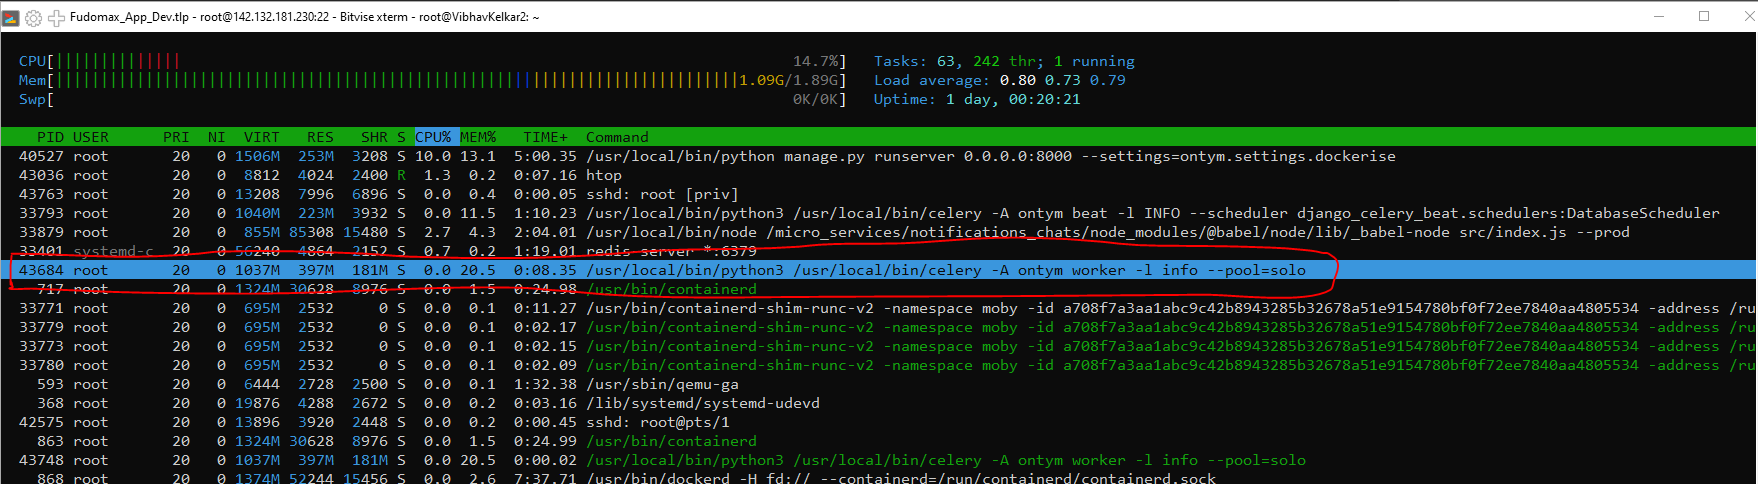 Fudomax_App_Dev.tlp - root@142.132.181.230:22 - Bitvise xterm - root@VibhavKelkar2: ~
CPU[|||||||||||||| 14.7%] Tasks: 63, 242 thr; 1 running
Mem[||||||||||||||||||||||||||||||||||||||||||||||||||||||||||||||||||||||||||||1.09G/1.89G] Load average: 0.80 0.73 0.79
Swp[ 0K/0K] Uptime: 1 day, 00:20:21
PID USER PRI NI VIRT RES SHR S CPU% MEM% TIME+ Command
40527 root 20 0 1506M 253M 3208 S 10.0 13.1 5:00.35 /usr/local/bin/python manage.py runserver 0.0.0.0:8000 --settings=ontym.settings.dockerise
43036 root 20 0 8812 4024 2400 R 1.3 0.2 0:07.16 htop
43763 root 20 0 13208 7996 6896 S 0.0 0.4 0:00.05 sshd: root [priv]
33793 root 20 0 1040M 223M 3932 S 0.0 11.5 1:10.23 /usr/local/bin/python3 /usr/local/bin/celery -A ontym beat -l INFO --scheduler django_celery_beat.schedulers:DatabaseScheduler
33879 root 20 0 855M 85308 15480 S 2.7 4.3 2:04.01 /usr/local/bin/node /micro_services/notifications_chats/node_modules/@babel/node/lib/_babel-node src/index.js --prod
33401 systemd-c 20 0 56240 4864 2152 S 0.7 0.2 1:19.01 redis-server *:6379
43684 root 20 0 1037M 397M 181M S 0.0 20.5 0:08.35 /usr/local/bin/python3 /usr/local/bin/celery -A ontym worker -l info --pool=solo
717 root 20 0 1324M 30628 8976 S 0.0 1.5 0:24.98 /usr/bin/containerd
33771 root 20 0 695M 2532 0 S 0.0 0.1 0:11.27 /usr/bin/containerd-shim-runc-v2 -namespace moby -id a708f7a3aa1abc9c42b8943285b32678a51e9154780bf0f72ee7840aa4805534 -address /ru
33779 root 20 0 695M 2532 0 S 0.0 0.1 0:02.17 /usr/bin/containerd-shim-runc-v2 -namespace moby -id a708f7a3aa1abc9c42b8943285b32678a51e9154780bf0f72ee7840aa4805534 -address /ru
33773 root 20 0 695M 2532 0 S 0.0 0.1 0:02.15 /usr/bin/containerd-shim-runc-v2 -namespace moby -id a708f7a3aa1abc9c42b8943285b32678a51e9154780bf0f72ee7840aa4805534 -address /ru
33780 root 20 0 695M 2532 0 S 0.0 0.1 0:02.09 /usr/bin/containerd-shim-runc-v2 -namespace moby -id a708f7a3aa1abc9c42b8943285b32678a51e9154780bf0f72ee7840aa4805534 -address /ru
593 root 20 0 6444 2728 2500 S 0.0 0.1 1:32.38 /usr/sbin/qemu-ga
368 root 20 0 19876 4288 2672 S 0.0 0.2 0:03.16 /lib/systemd/systemd-udevd
42575 root 20 0 13896 3920 2448 S 0.0 0.2 0:00.45 sshd: root@pts/1
863 root 20 0 1324M 30628 8976 S 0.0 1.5 0:24.99 /usr/bin/containerd
43748 root 20 0 1037M 397M 181M S 0.0 20.5 0:00.02 /usr/local/bin/python3 /usr/local/bin/celery -A ontym worker -l info --pool=solo
868 root 20 0 1374M 52244 15456 S 0.0 2.6 7:37.71 /usr/bin/dockerd -H fd:// --containerd=/run/containerd/containerd.sock